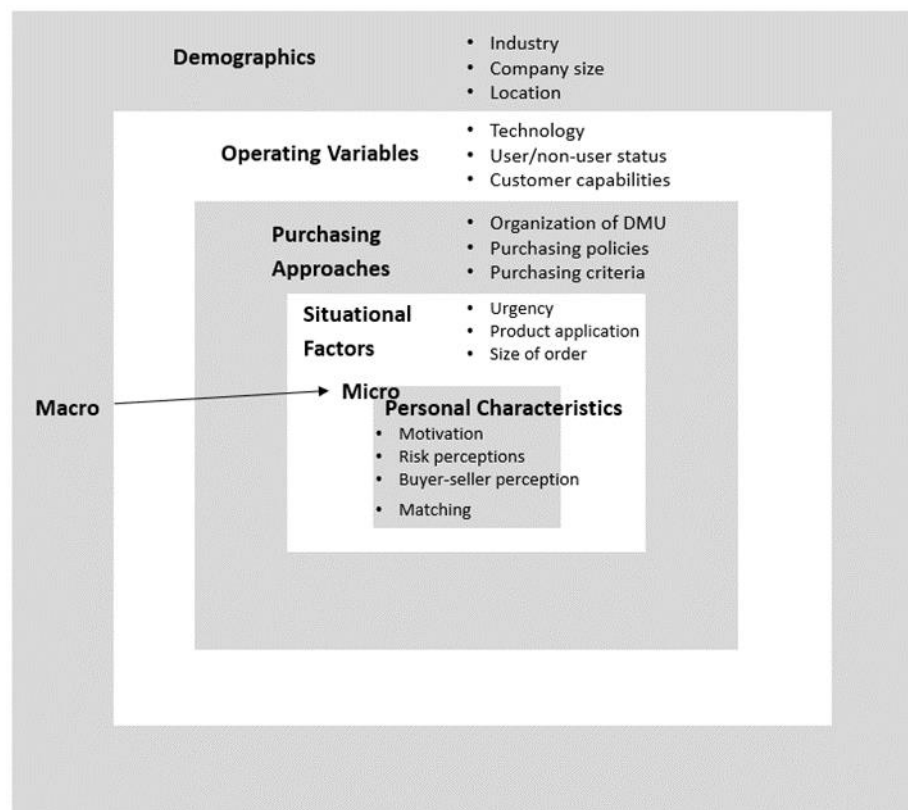 Demographics
• Industry
• Company size
• Location
Operating Variables
• Technology
• User/non-user status
• Customer capabilities
Purchasing
Approaches
• Organization of DMU
• Purchasing policies
• Purchasing criteria
Situational
Factors
• Urgency
• Product application
• Size of order
Macro
Micro
Personal Characteristics
• Motivation
• Risk perceptions
• Buyer-seller perception
• Matching